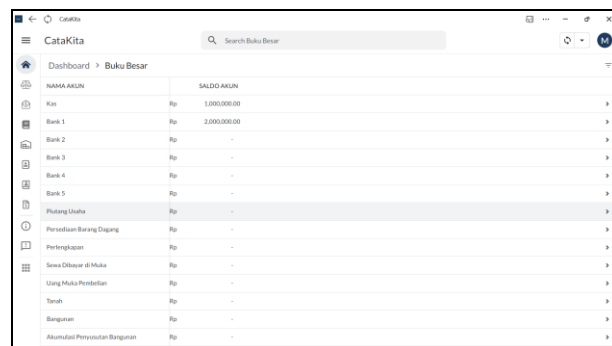 CataKita
CataKita Search Buku Besar M
Dashboard > Buku Besar
NAMA AKUN SALDO AKUN
Kas Rp 1,000,000.00
Bank 1 Rp 2,000,000.00
Bank 2 Rp -
Bank 3 Rp -
Bank 4 Rp -
Bank 5 Rp -
Piutang Usaha Rp -
Persediaan Barang Dagang Rp -
Perlengkapan Rp -
Sewa Dibayar di Muka Rp -
Uang Muka Pembelian Rp -
Tanah Rp -
Bangunan Rp -
Akumulasi Penyusutan Bangunan Rp -